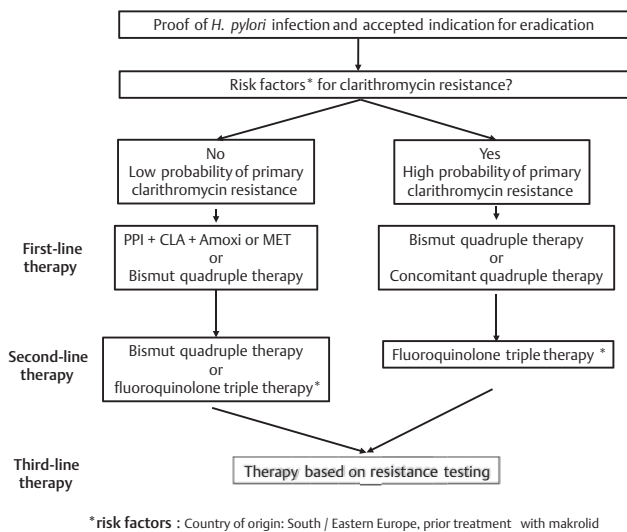 Proof of H. pylori infection and accepted indication for eradication
Risk factors* for clarithromycin resistance?
No
Low probability of primary
clarithromycin resistance
Yes
High probability of primary
clarithromycin resistance
First-line
therapy
PPI + CLA + Amoxi or MET
or
Bismut quadruple therapy
Bismut quadruple therapy
or
Concomitant quadruple therapy
Second-line
therapy
Bismut quadruple therapy
or
fluoroquinolone triple therapy*
Fluoroquinolone triple therapy *
Third-line
therapy
Therapy based on resistance testing
*risk factors : Country of origin: South / Eastern Europe, prior treatment with makrolid